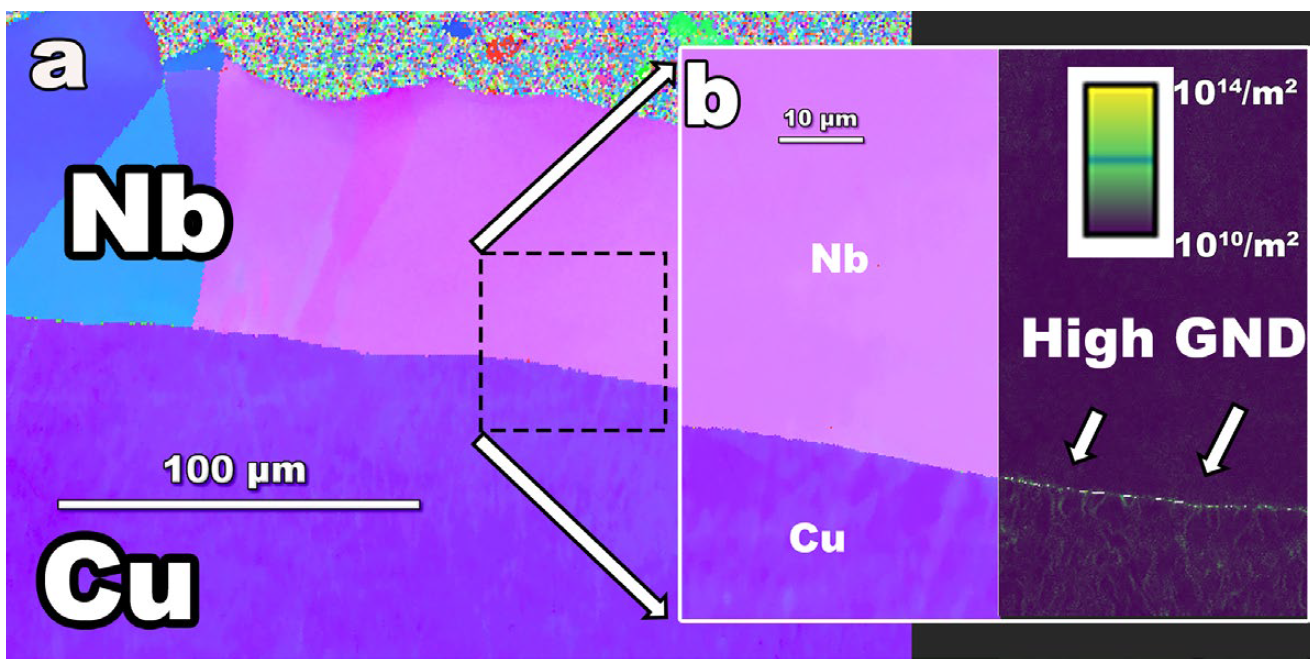 a
Nb
100 µm
Cu
b
10 µm
Nb
Cu
10¹⁴/m²
10¹⁰/m²
High GND